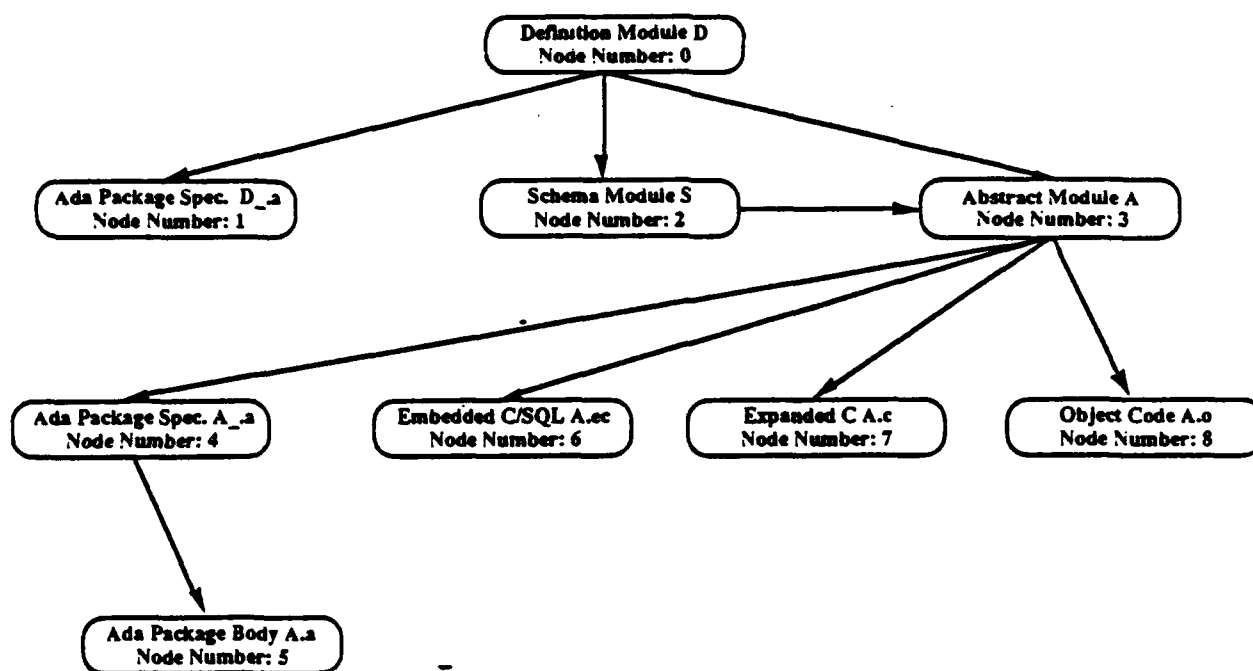 Definition Module D
Node Number: 0
Ada Package Spec. D_.a
Node Number: 1
Schema Module S
Node Number: 2
Abstract Module A
Node Number: 3
Ada Package Spec. A_.a
Node Number: 4
Embedded C/SQL A.ec
Node Number: 6
Expanded C A.c
Node Number: 7
Object Code A.o
Node Number: 8
Ada Package Body A.a
Node Number: 5